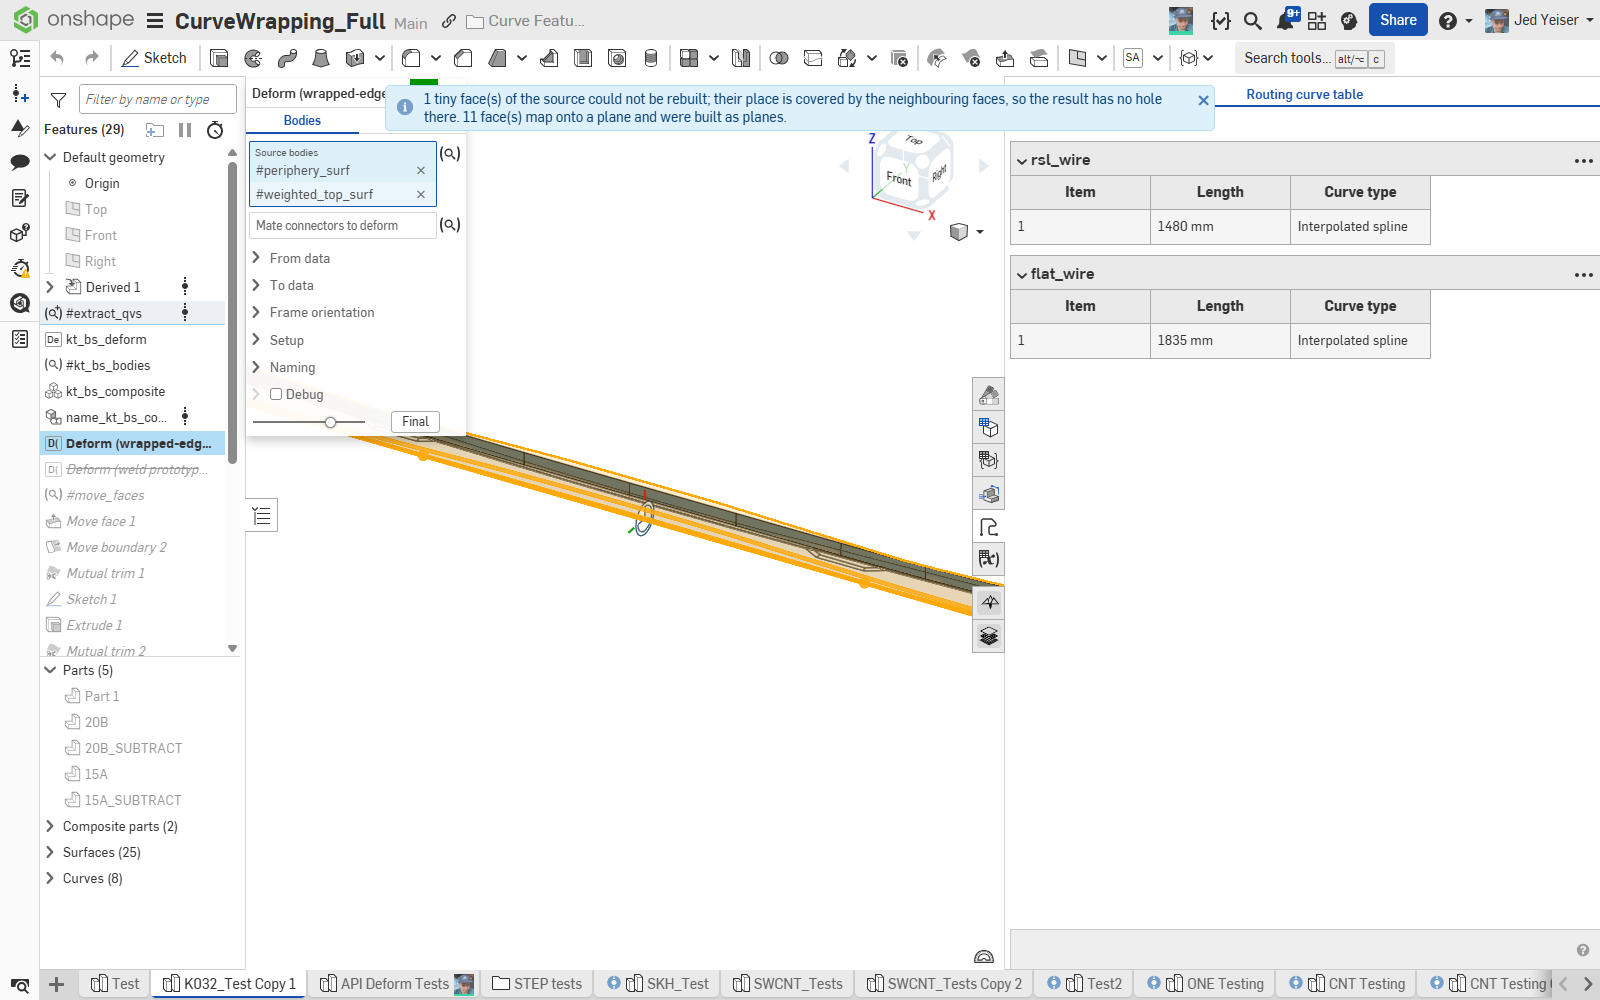 onshape
CurveWrapping_Full
Main
Curve Featu...
9+
Share
Jed Yeiser
Sketch
SA
Search tools...
alt/⌥
c
Filter by name or type
Features (29)
Default geometry
Origin
Top
Front
Right
Derived 1
#extract_qvs
kt_bs_deform
#kt_bs_bodies
kt_bs_composite
name_kt_bs_co...
Deform (wrapped-edg...
Deform (weld prototyp...
#move_faces
Move face 1
Move boundary 2
Mutual trim 1
Sketch 1
Extrude 1
Mutual trim 2
Parts (5)
Part 1
20B
20B_SUBTRACT
15A
15A_SUBTRACT
Composite parts (2)
Surfaces (25)
Curves (8)
Deform (wrapped-edge
Bodies
Source bodies
#periphery_surf
#weighted_top_surf
Mate connectors to deform
From data
To data
Frame orientation
Setup
Naming
Debug
Final
1 tiny face(s) of the source could not be rebuilt; their place is covered by the neighbouring faces, so the result has no hole
there. 11 face(s) map onto a plane and were built as planes.
Z
Top
Y
Front
Right
X
Routing curve table
rsl_wire
Item Length Curve type
1 1480 mm Interpolated spline
flat_wire
Item Length Curve type
1 1835 mm Interpolated spline
Test
K032_Test Copy 1
API Deform Tests
STEP tests
SKH_Test
SWCNT_Tests
SWCNT_Tests Copy 2
Test2
ONE Testing
CNT Testing
CNT Testing